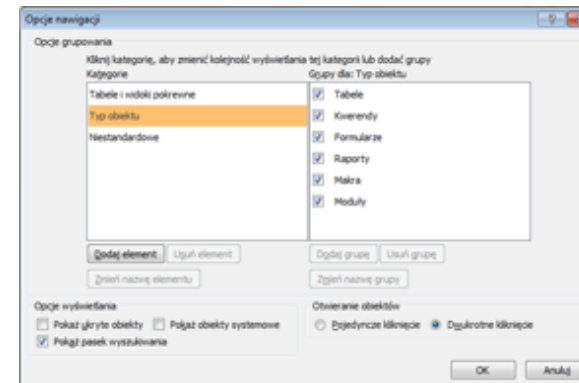 Opcje nawigacji
Opcje grupowania
Kliknij kategorię, aby zmienić kolejność wyświetlania tej kategorii lub dodać grupy
Kategorie
Grupy dla: Typ obiektu
Tabele i widoki pokrewne
Typ obiektu
Niestandardowe
Tabele
Kwerendy
Formularze
Raporty
Makra
Moduły
Dodaj element
Usuń element
Dodaj grupę
Usuń grupę
Zmień nazwę elementu
Zmień nazwę grupy
Opcje wyświetlania
Otwieranie obiektów
Pokaż ukryte obiekty
Pokaż obiekty systemowe
Pojedyncze kliknięcie
Dwukrotne kliknięcie
Pokaż pasek wyszukiwania
OK
Anuluj